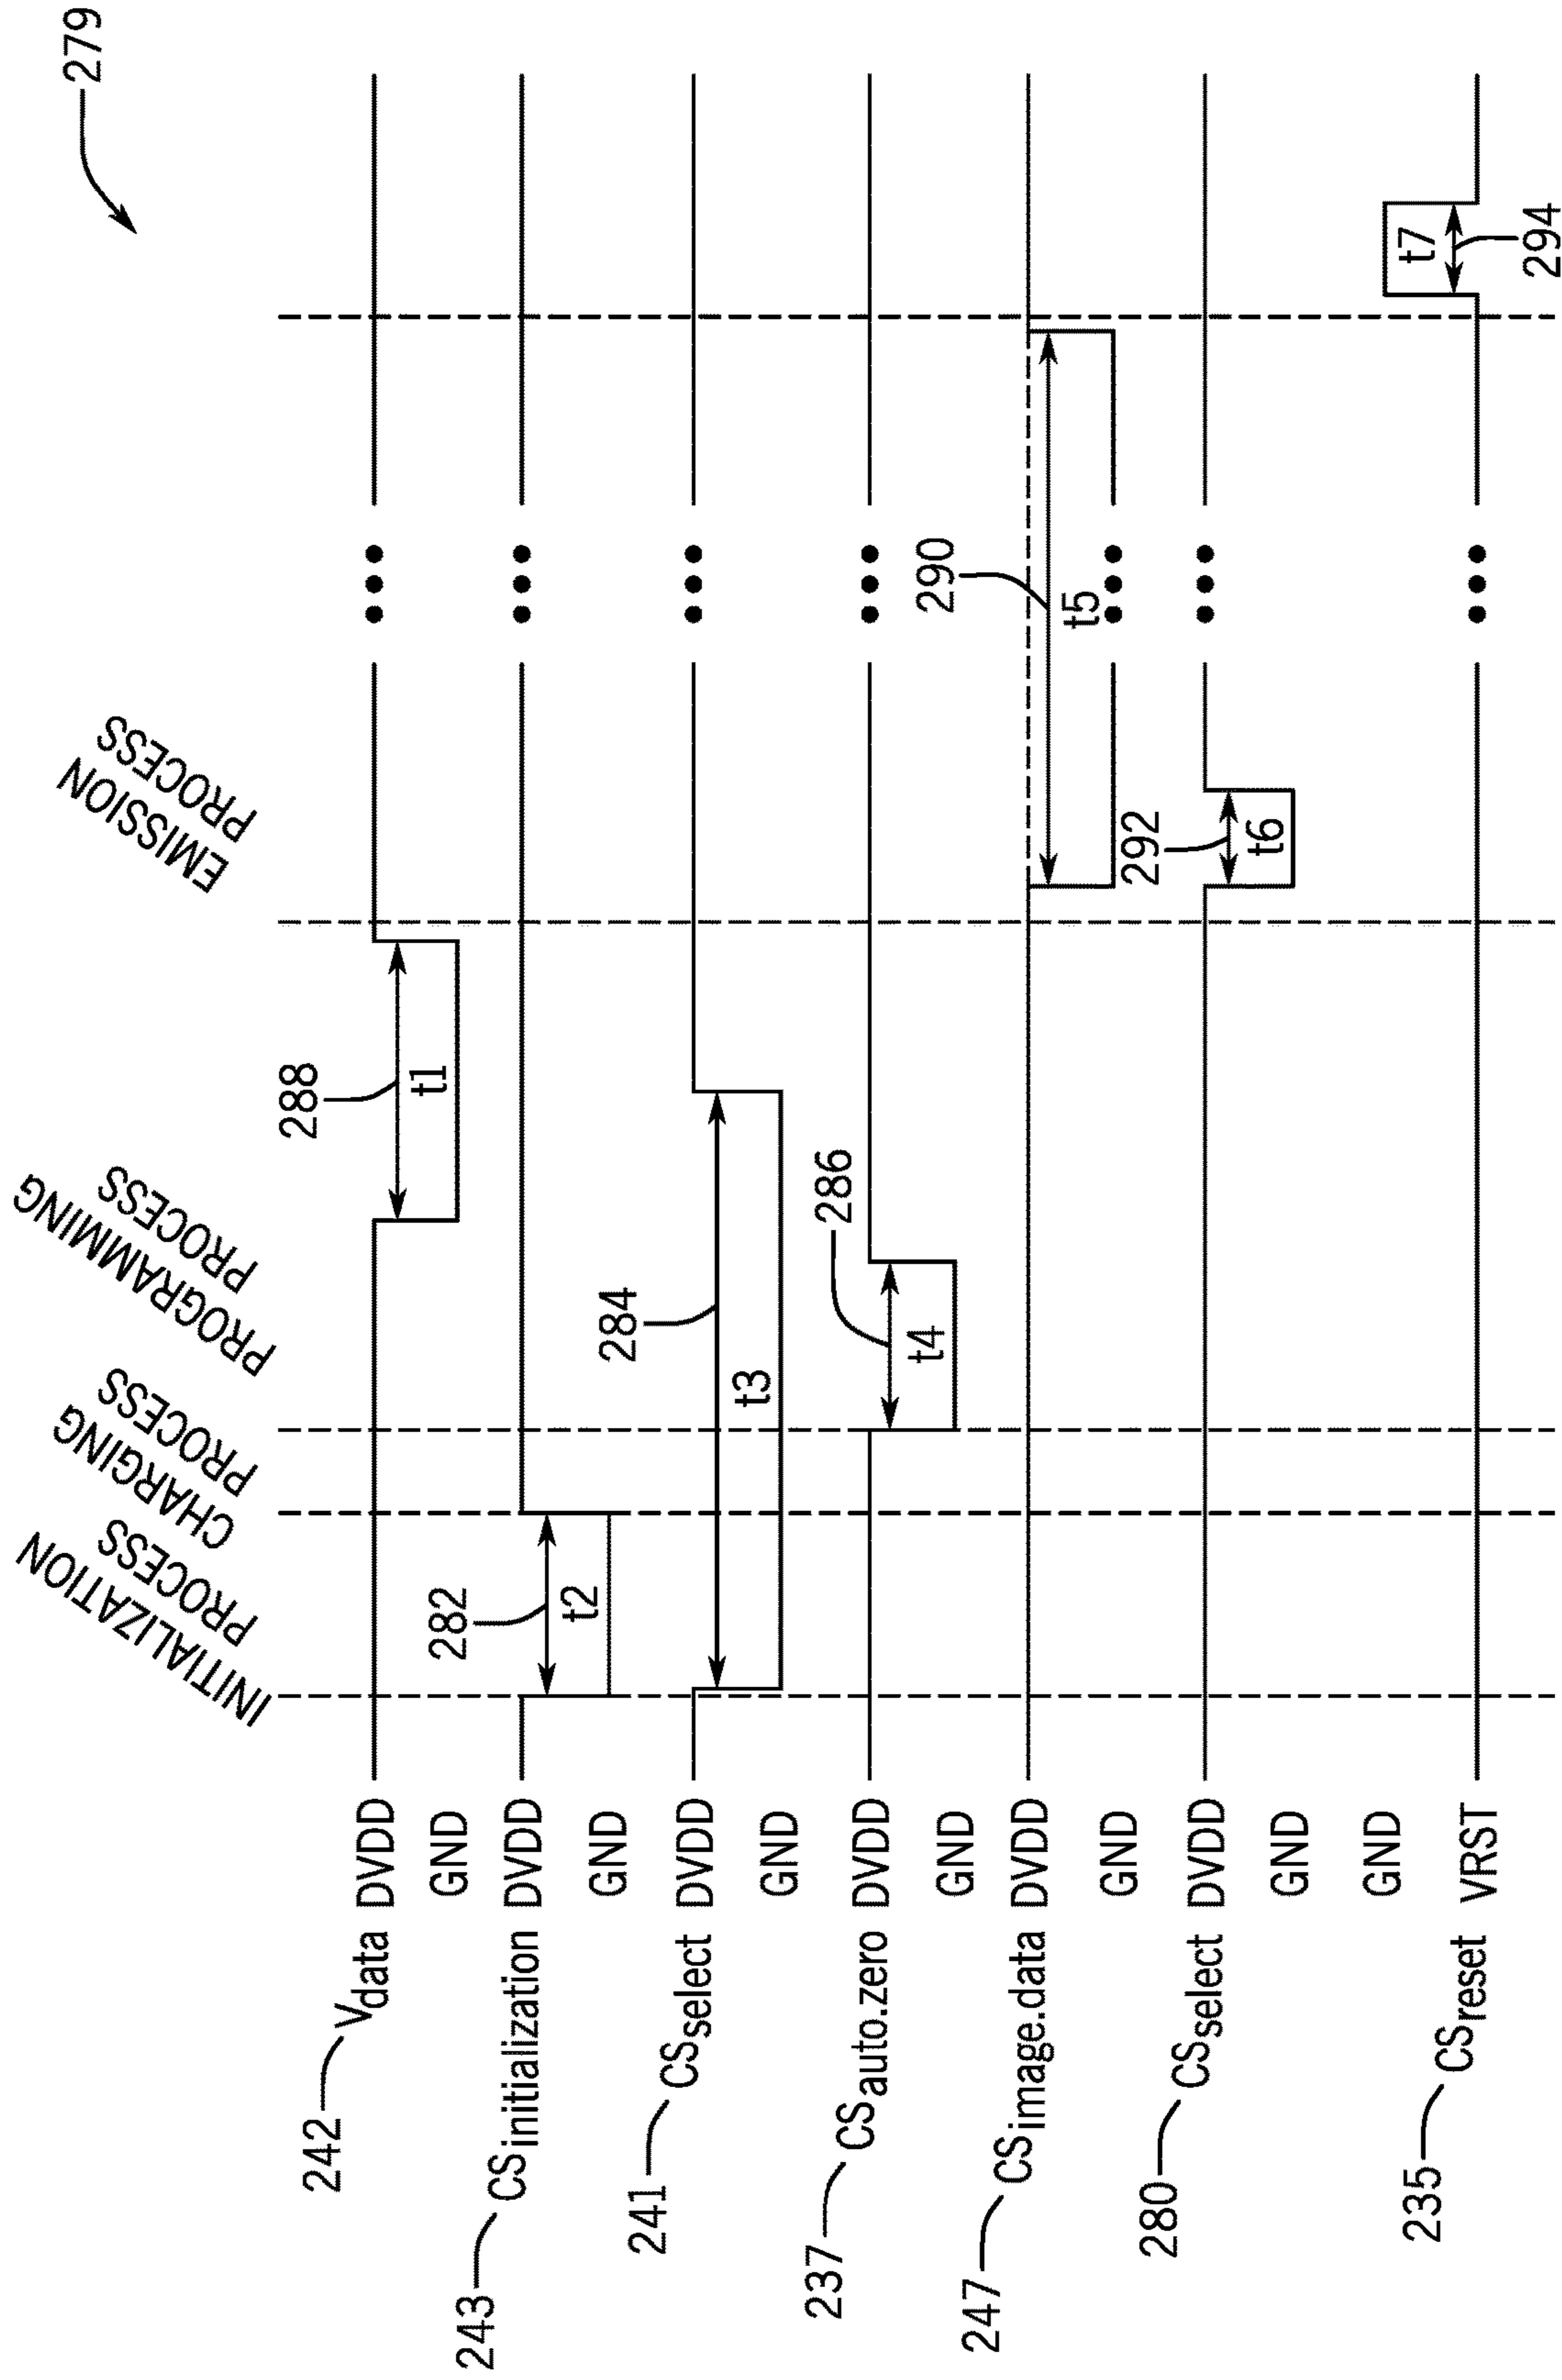 279
INITIALIZATION
PROCESS
CHARGING
PROCESS
PROGRAMMING
PROCESS
EMISSION
PROCESS
242 Vdata DVDD
GND
288
t1
243 CSinitialization DVDD
GND
282
t2
241 CSselect DVDD
GND
284
t3
237 CSauto.zero DVDD
GND
286
t4
247 CSimage.data DVDD
GND
290
t5
280 CSselect DVDD
GND
292
t6
GND
235 CSreset VRST
t7
294